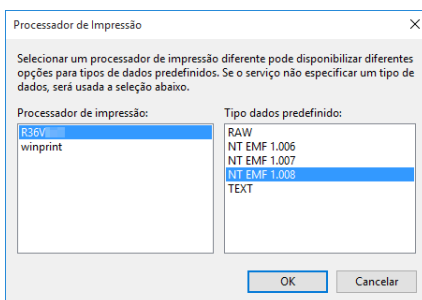 Processador de Impressão
Selecionar um processador de impressão diferente pode disponibilizar diferentes
opções para tipos de dados predefinidos. Se o serviço não especificar um tipo de
dados, será usada a seleção abaixo.
Processador de impressão:
Tipo dados predefinido:
R36V
winprint
RAW
NT EMF 1.006
NT EMF 1.007
NT EMF 1.008
TEXT
OK
Cancelar